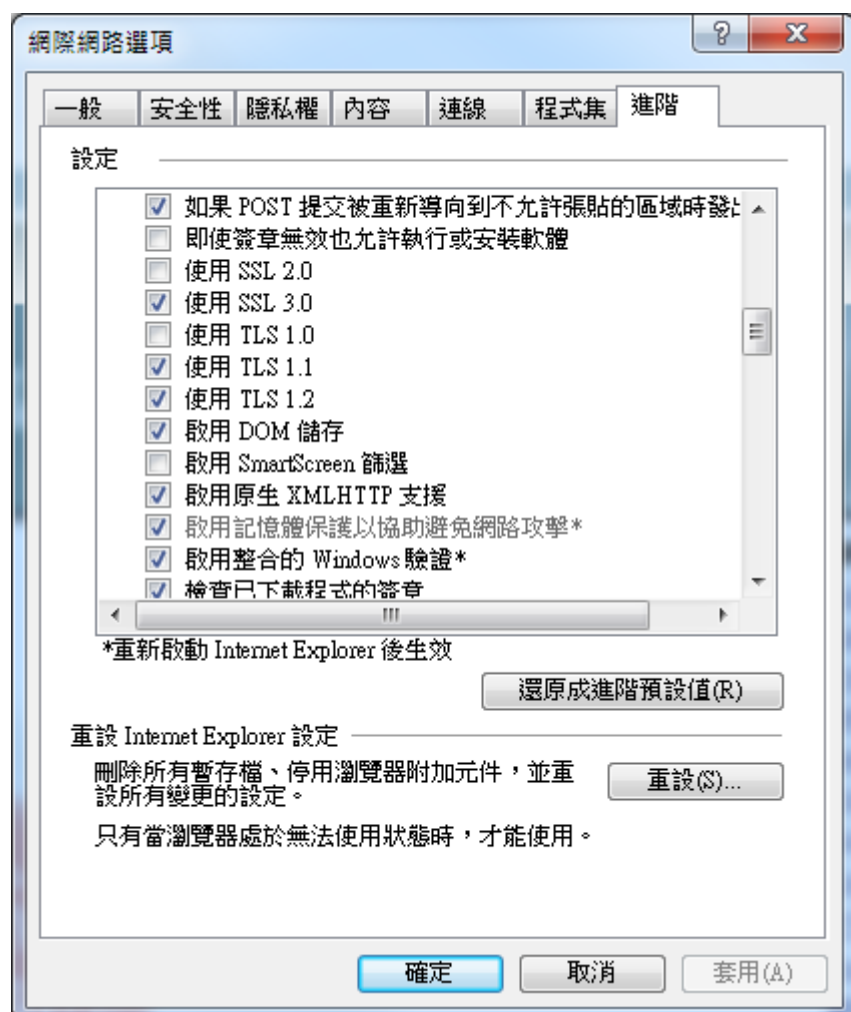 網際網路選項
一般 安全性 隱私權 內容 連線 程式集 進階
設定
如果 POST 提交被重新導向到不允許張貼的區域時發出
即使簽章無效也允許執行或安裝軟體
使用 SSL 2.0
使用 SSL 3.0
使用 TLS 1.0
使用 TLS 1.1
使用 TLS 1.2
啟用 DOM 儲存
啟用 SmartScreen 篩選
啟用原生 XMLHTTP 支援
啟用記憶體保護以協助避免網路攻擊*
啟用整合的 Windows 驗證*
檢查已下載程式的簽章
*重新啟動 Internet Explorer 後生效
還原成進階預設值(R)
重設 Internet Explorer 設定
刪除所有暫存檔、停用瀏覽器附加元件，並重
設所有變更的設定。
重設(S)...
只有當瀏覽器處於無法使用狀態時，才能使用。
確定 取消 套用(A)